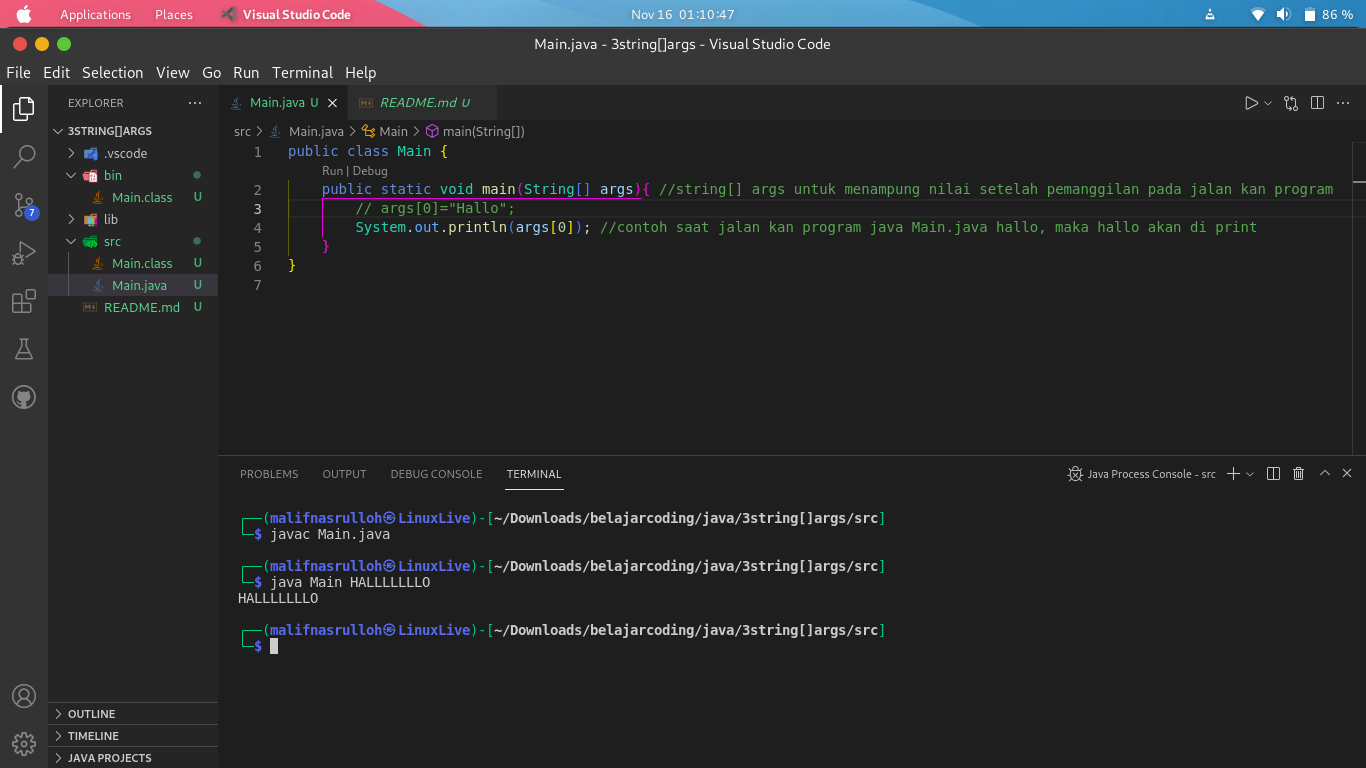 Applications Places Visual Studio Code Nov 16 01:10:47 86 %
Main.java - 3string[]args - Visual Studio Code
File Edit Selection View Go Run Terminal Help
EXPLORER
3STRING[]ARGS
.vscode
bin
Main.class U
lib
src
Main.class U
Main.java U
README.md U
OUTLINE
TIMELINE
JAVA PROJECTS
7
Main.java U README.md U
src Main.java Main main(String[])
1 public class Main {
Run | Debug
2 public static void main(String[] args){ //string[] args untuk menampung nilai setelah pemanggilan pada jalan kan program
3 // args[0]="Hallo";
4 System.out.println(args[0]); //contoh saat jalan kan program java Main.java hallo, maka hallo akan di print
5 }
6 }
7
PROBLEMS OUTPUT DEBUG CONSOLE TERMINAL Java Process Console - src
┌──(malifnasrulloh㉿LinuxLive)-[~/Downloads/belajarcoding/java/3string[]args/src]
└─$ javac Main.java
┌──(malifnasrulloh㉿LinuxLive)-[~/Downloads/belajarcoding/java/3string[]args/src]
└─$ java Main HALLLLLLLO
HALLLLLLLO
┌──(malifnasrulloh㉿LinuxLive)-[~/Downloads/belajarcoding/java/3string[]args/src]
└─$